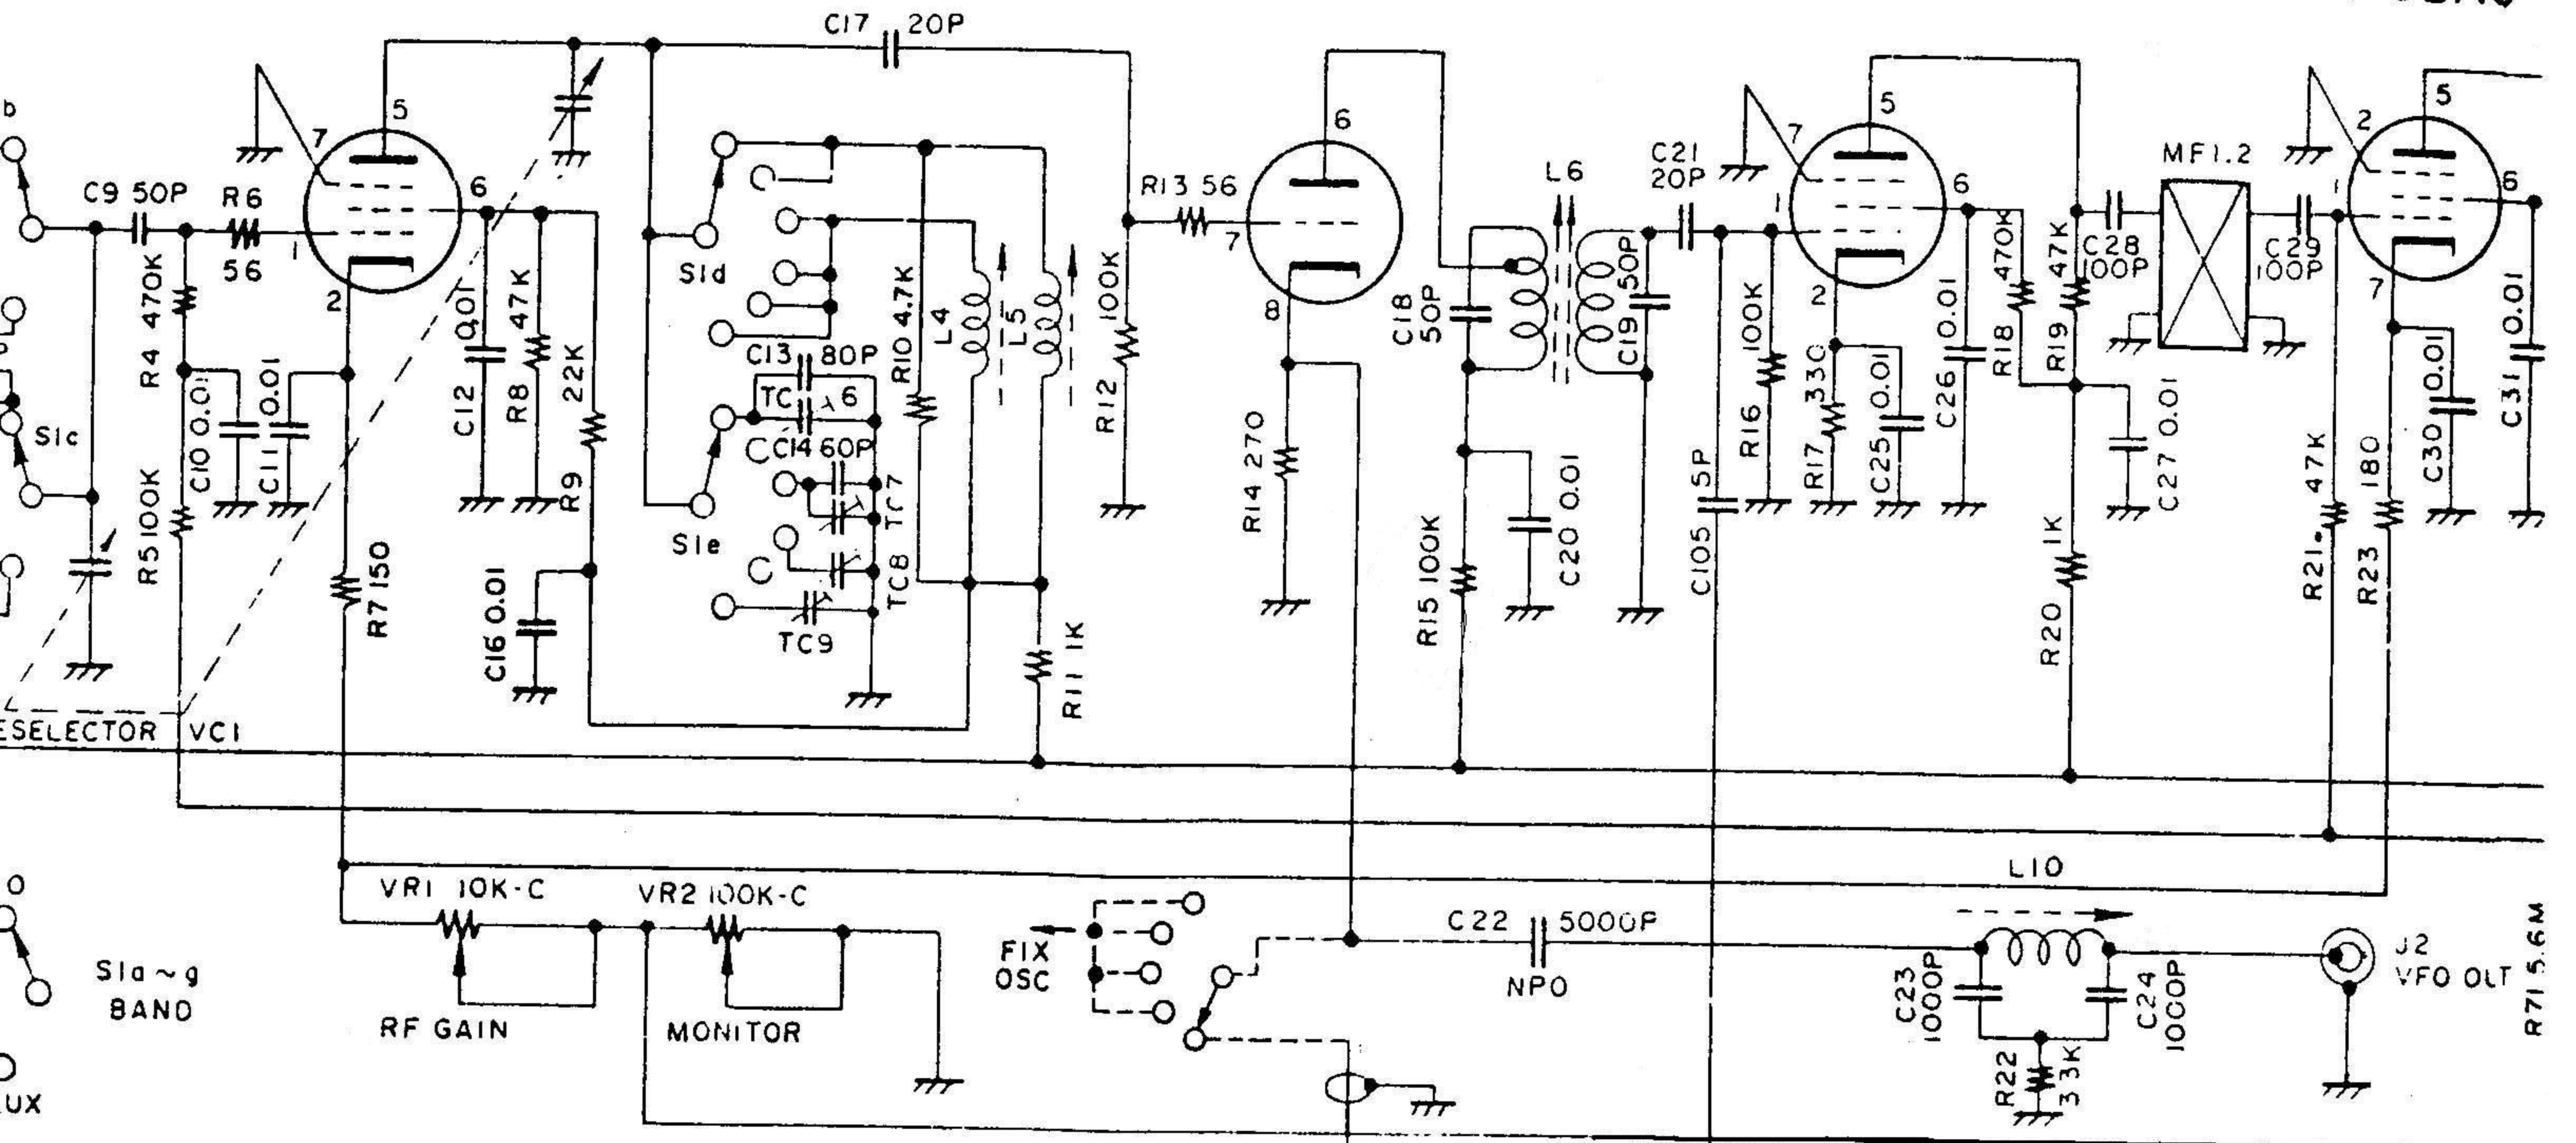 C17 20P
b
5
7
6
1
2
C9 50P
R6
56
R4 470K
R5 100K
C10 0.01
C11 0.01
C12 0.01
R8 47K
R9 22K
R7 150
C16 0.01
S1c
S1d
S1e
C13 80P
TC 6
C14 60P
TC7
TC8
TC9
R10 4.7K
L4
L5
R11 1K
R12 100K
R13 56
6
7
8
R14 270
C18 50P
L6
C19 50P
R15 100K
C20 0.01
C21
20P
C105 5P
R16 100K
5
7
1
6
2
R17 330
C25 0.01
C26 0.01
R18 470K
R19 47K
C28
100P
MF1.2
C29
100P
C27 0.01
R20 1K
5
2
1
6
7
R21 47K
R23 180
C30 0.01
C31 0.01
ESELECTOR VC1
VR1 10K-C
RF GAIN
VR2 100K-C
MONITOR
S1a~g
BAND
UX
FIX
OSC
C22 5000P
NPO
L10
C23
1000P
C24
1000P
R22
3.3K
J2
VFO OUT
R71 5.6M